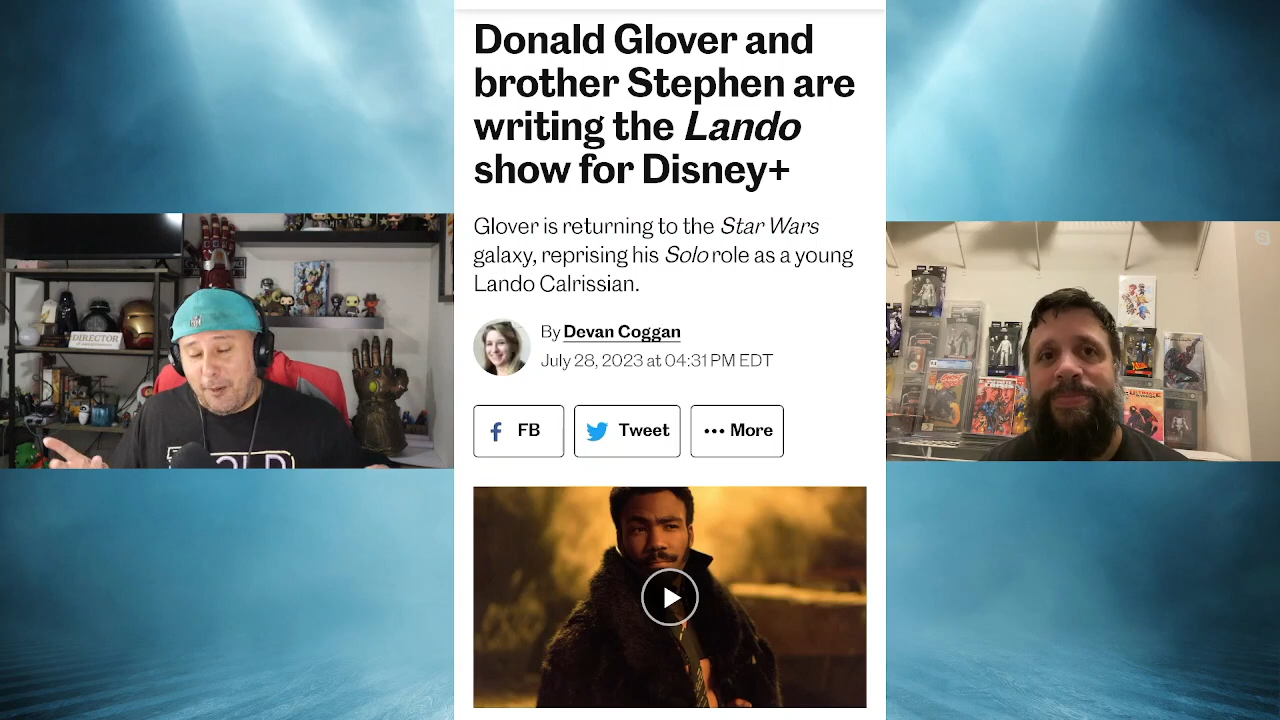 Donald Glover and
brother Stephen are
writing the Lando
show for Disney+
Glover is returning to the Star Wars
galaxy, reprising his Solo role as a young
Lando Calrissian.
By Devan Coggan
July 28, 2023 at 04:31 PM EDT
FB
Tweet
••• More
DIRECTOR